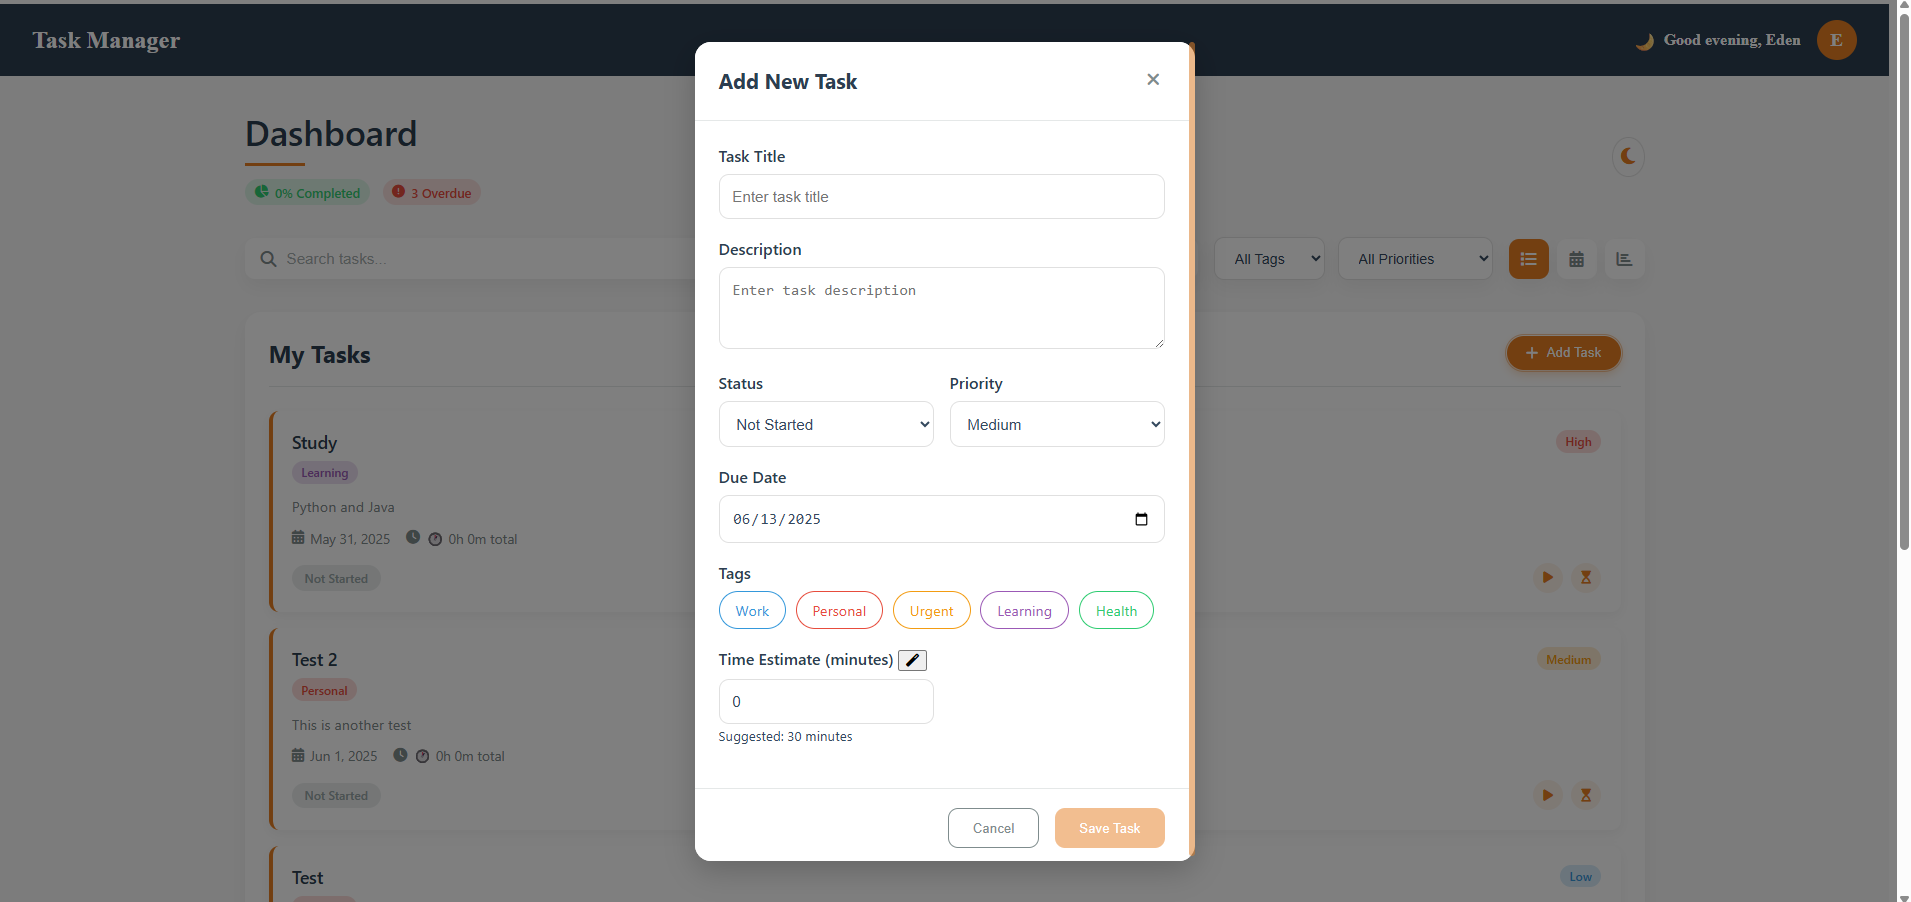 Task Manager
Good evening, Eden
E
Dashboard
0% Completed
3 Overdue
Search tasks...
All Tags
All Priorities
My Tasks
Add Task
Study
High
Learning
Python and Java
May 31, 2025
0h 0m total
Not Started
Test 2
Medium
Personal
This is another test
Jun 1, 2025
0h 0m total
Not Started
Test
Low
Add New Task
Task Title
Enter task title
Description
Enter task description
Status
Priority
Not Started
Medium
Due Date
06/13/2025
Tags
Work
Personal
Urgent
Learning
Health
Time Estimate (minutes)
0
Suggested: 30 minutes
Cancel
Save Task